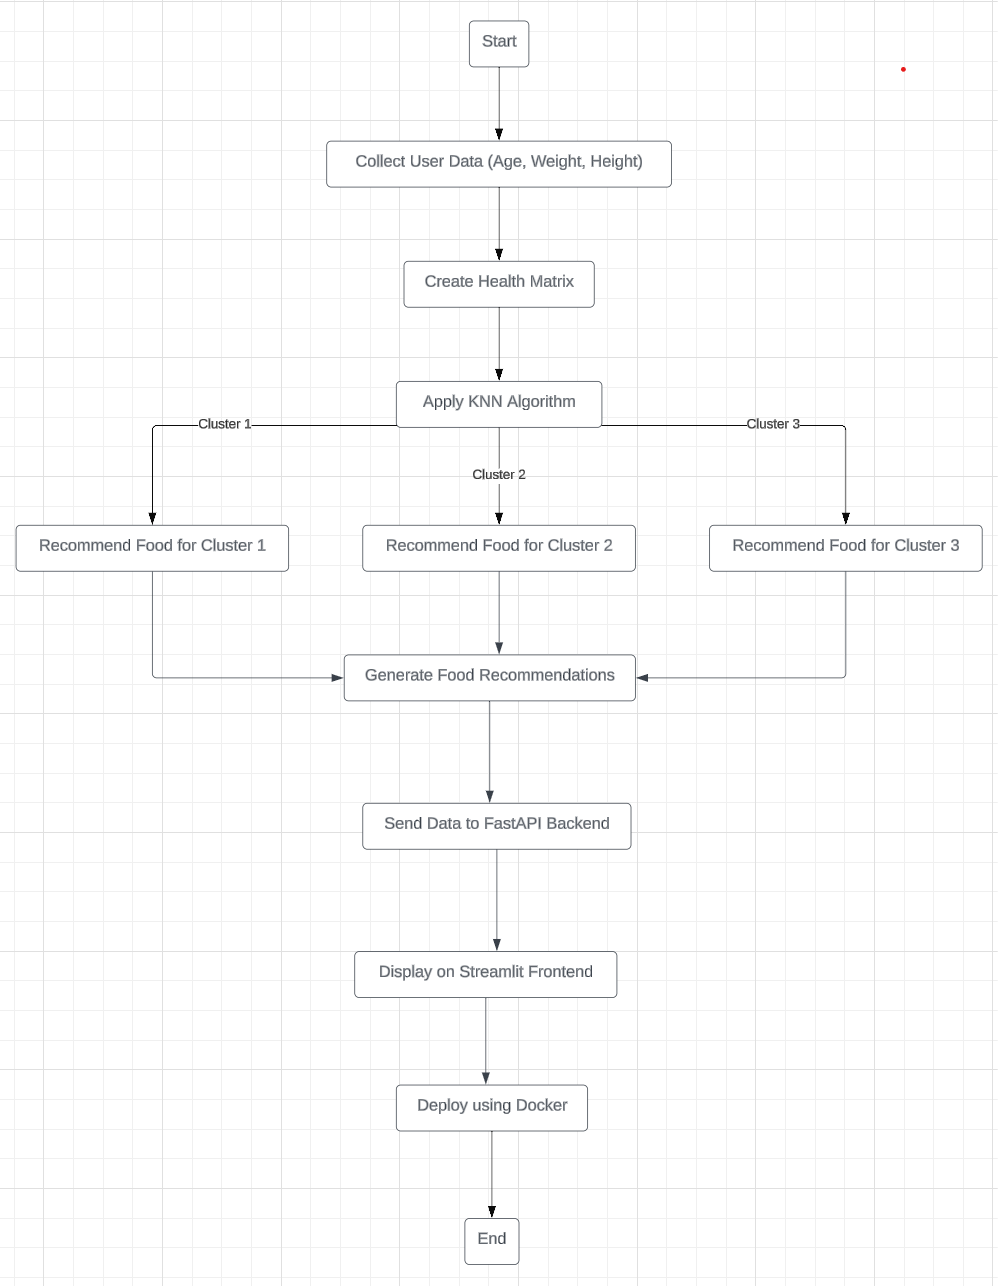 Start
Collect User Data (Age, Weight, Height)
Create Health Matrix
Apply KNN Algorithm
Cluster 1
Cluster 3
Cluster 2
Recommend Food for Cluster 1
Recommend Food for Cluster 2
Recommend Food for Cluster 3
Generate Food Recommendations
Send Data to FastAPI Backend
Display on Streamlit Frontend
Deploy using Docker
End